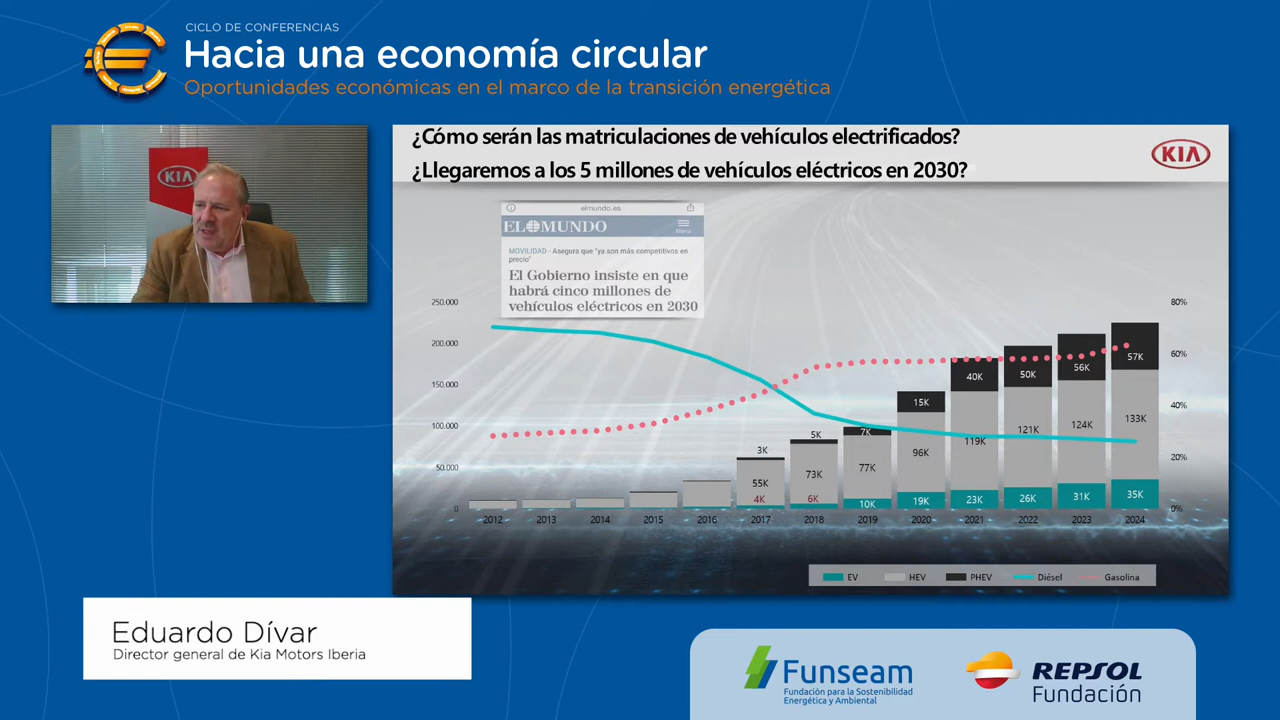 CICLO DE CONFERENCIAS
Hacia una economía circular
Oportunidades económicas en el marco de la transición energética
KIA
¿Cómo serán las matriculaciones de vehículos electrificados?
¿Llegaremos a los 5 millones de vehículos eléctricos en 2030?
KIA
elmundo.es
EL MUNDO
Menú
MOVILIDAD - Asegura que "ya son más competitivos en
precio"
El Gobierno insiste en que
habrá cinco millones de
vehículos eléctricos en 2030
250.000
200.000
150.000
100.000
50.000
0
80%
60%
40%
20%
0%
3K
55K
4K
5K
73K
6K
7K
77K
10K
15K
96K
19K
40K
119K
23K
50K
121K
26K
56K
124K
31K
57K
133K
35K
2012 2013 2014 2015 2016 2017 2018 2019 2020 2021 2022 2023 2024
EV HEV PHEV Diésel Gasolina
Eduardo Dívar
Director general de Kia Motors Iberia
Funseam
Fundación para la Sostenibilidad
Energética y Ambiental
REPSOL
Fundación